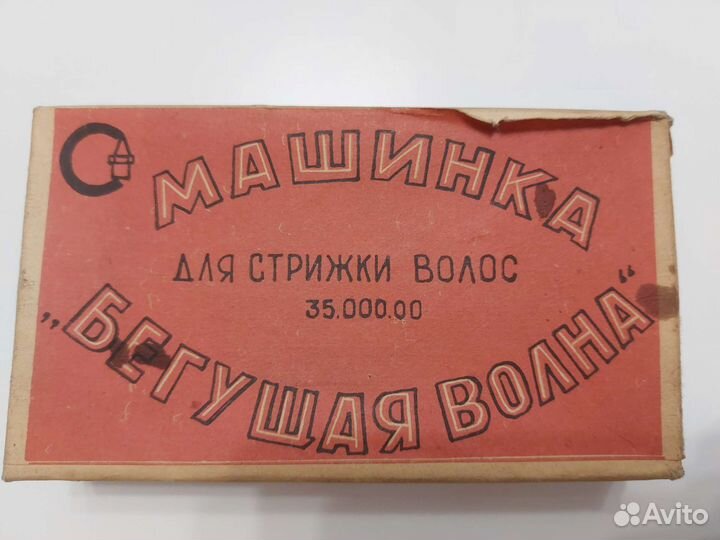 МАШИНКА
ДЛЯ СТРИЖКИ ВОЛОС
35.000.00
„БЕГУЩАЯ ВОЛНА“
Avito